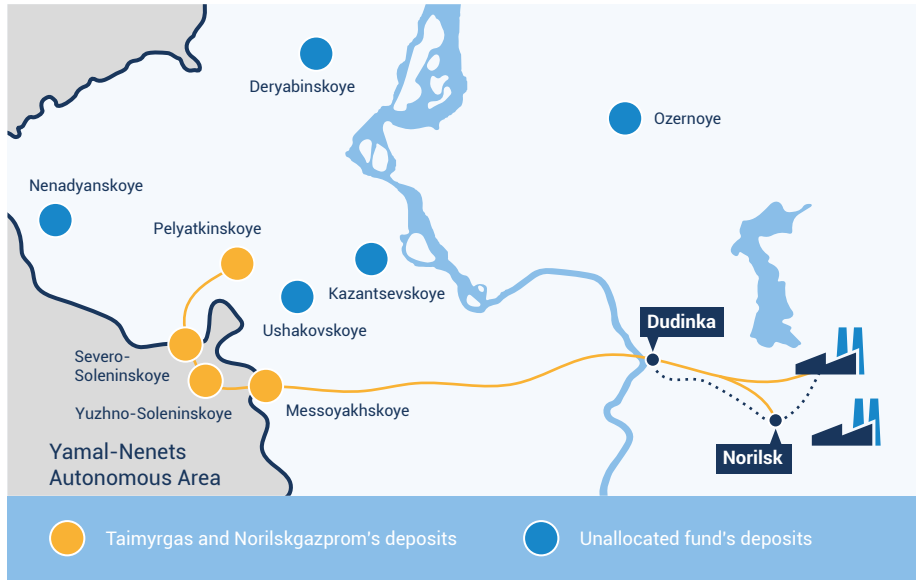 Deryabinskoye
Ozernoye
Nenadyanskoye
Pelyatkinskoye
Kazantsevskoye
Ushakovskoye
Dudinka
Severo-
Soleninskoye
Yuzhno-Soleninskoye
Messoyakhskoye
Norilsk
Yamal-Nenets
Autonomous Area
Taimyrgas and Norilskgazprom's deposits
Unallocated fund's deposits